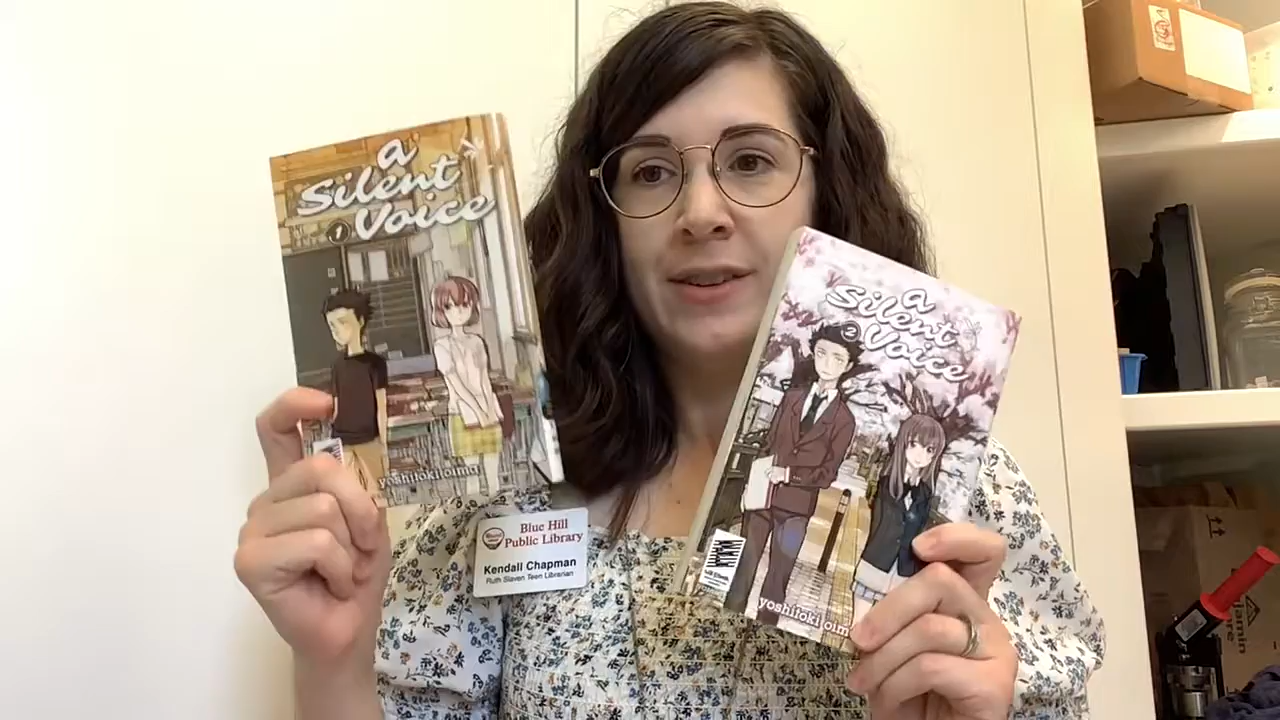 a
Silent
Voice
1
yoshitoki oima
a
Silent
Voice
2
yoshitoki oim
Blue Hill
Public Library
Kendall Chapman
Ruth Slaven Teen Librarian